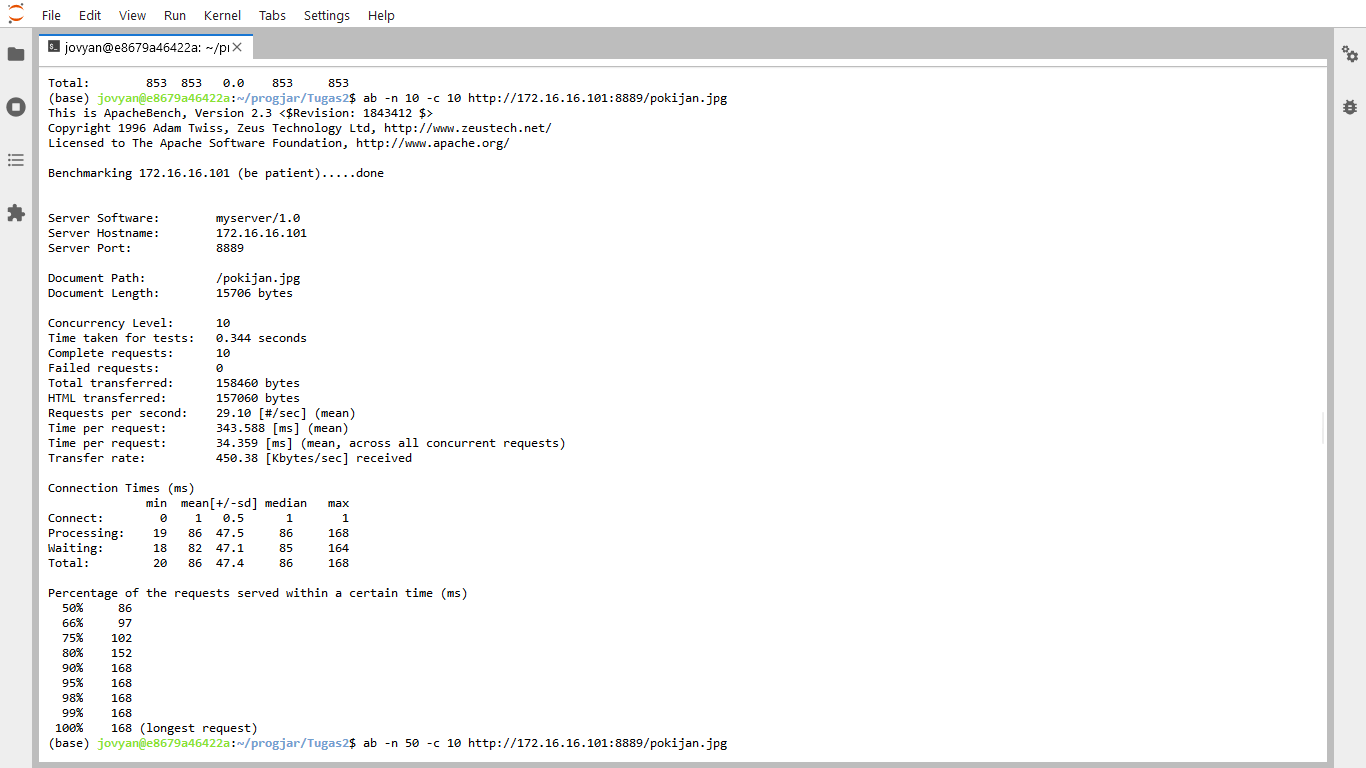 File Edit View Run Kernel Tabs Settings Help
jovyan@e8679a46422a: ~/pr
Total:        853  853   0.0    853     853
(base) jovyan@e8679a46422a:~/progjar/Tugas2$ ab -n 10 -c 10 http://172.16.16.101:8889/pokijan.jpg
This is ApacheBench, Version 2.3 <$Revision: 1843412 $>
Copyright 1996 Adam Twiss, Zeus Technology Ltd, http://www.zeustech.net/
Licensed to The Apache Software Foundation, http://www.apache.org/
Benchmarking 172.16.16.101 (be patient).....done
Server Software:        myserver/1.0
Server Hostname:        172.16.16.101
Server Port:            8889
Document Path:          /pokijan.jpg
Document Length:        15706 bytes
Concurrency Level:      10
Time taken for tests:   0.344 seconds
Complete requests:      10
Failed requests:        0
Total transferred:      158460 bytes
HTML transferred:       157060 bytes
Requests per second:    29.10 [#/sec] (mean)
Time per request:       343.588 [ms] (mean)
Time per request:       34.359 [ms] (mean, across all concurrent requests)
Transfer rate:          450.38 [Kbytes/sec] received
Connection Times (ms)
              min  mean[+/-sd] median   max
Connect:        0    1   0.5      1       1
Processing:    19   86  47.5     86     168
Waiting:       18   82  47.1     85     164
Total:         20   86  47.4     86     168
Percentage of the requests served within a certain time (ms)
  50%     86
  66%     97
  75%    102
  80%    152
  90%    168
  95%    168
  98%    168
  99%    168
 100%    168 (longest request)
(base) jovyan@e8679a46422a:~/progjar/Tugas2$ ab -n 50 -c 10 http://172.16.16.101:8889/pokijan.jpg